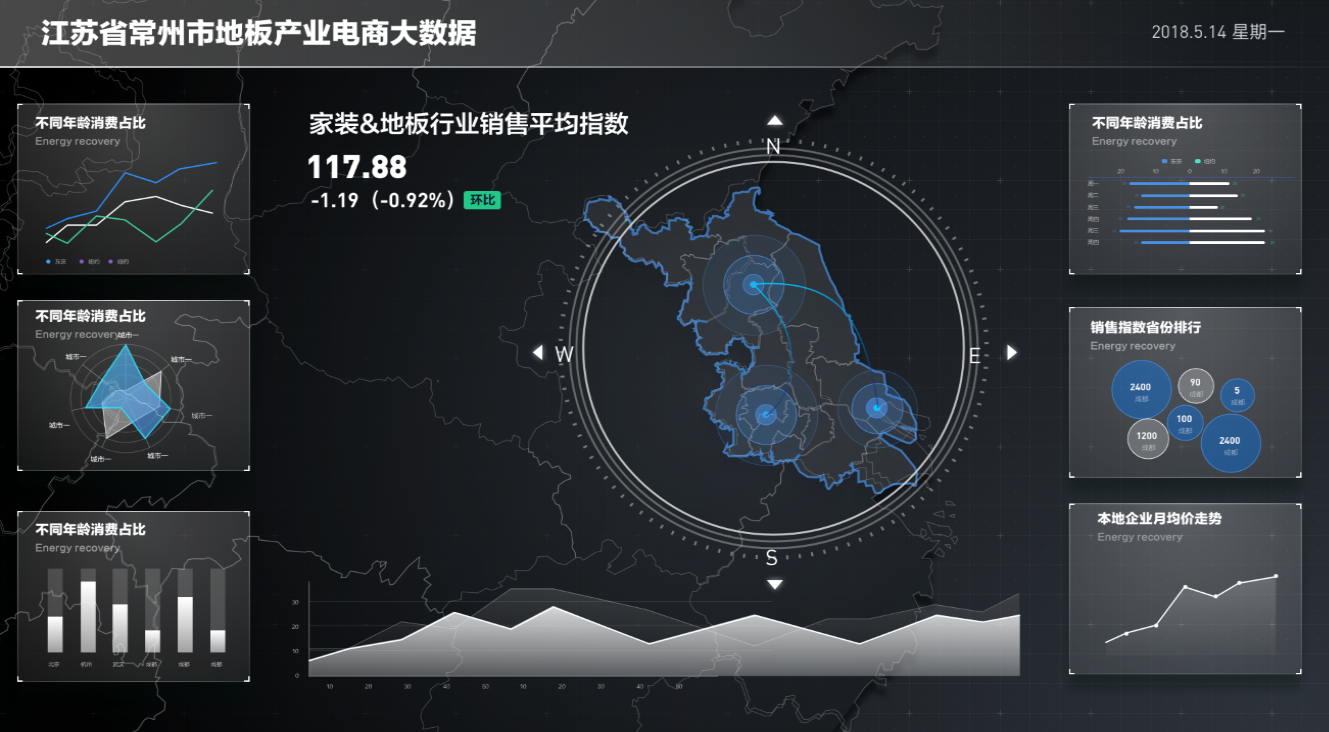 江苏省常州市地板产业电商大数据
2018.5.14 星期一
不同年龄消费占比
Energy recovery
东京
纽约
纽约
不同年龄消费占比
Energy recovery
城市一
城市一
城市一
城市一
城市一
城市一
城市一
不同年龄消费占比
Energy recovery
北京
杭州
武汉
成都
成都
成都
家装&地板行业销售平均指数
117.88
-1.19（-0.92%）环比
N
W
E
S
30
20
10
0
10 20 30 40 50 10 20 30 40 50
不同年龄消费占比
Energy recovery
东京 纽约
20 10 0 10 20
周一
周二
周三
周四
周三
周四
销售指数省份排行
Energy recovery
2400
成都
90
成都
5
成都
100
成都
1200
成都
2400
成都
本地企业月均价走势
Energy recovery